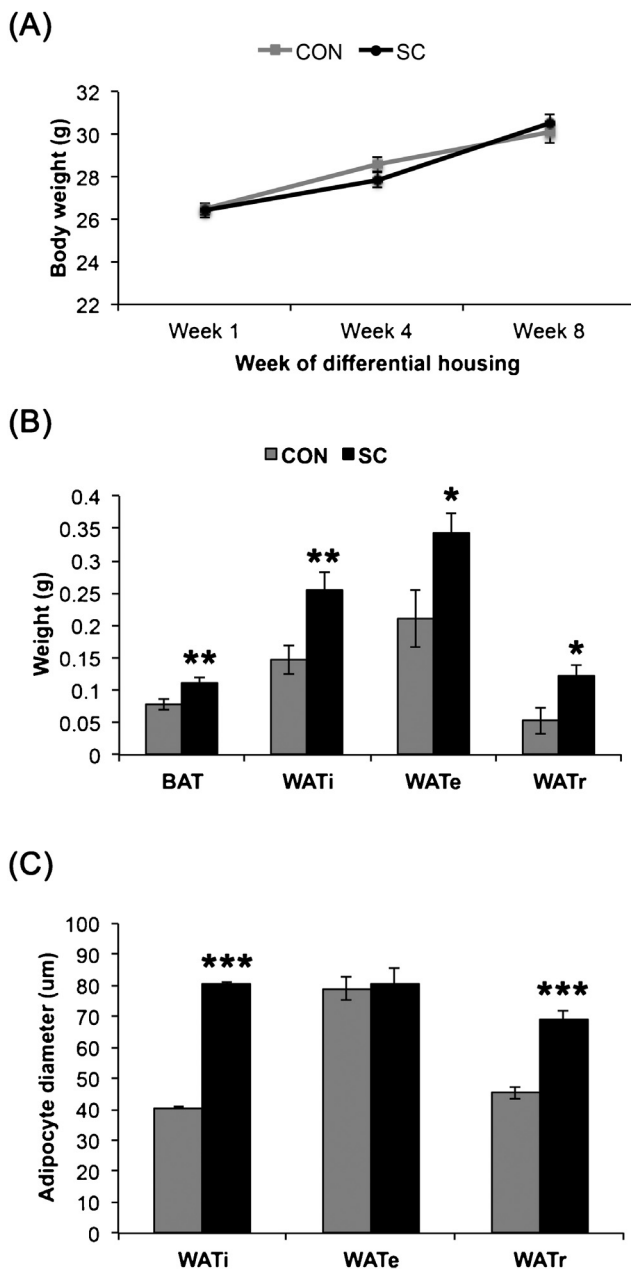 (A)
CON SC
32
30
28
26
24
22
Body weight (g)
Week 1 Week 4 Week 8
Week of differential housing
(B)
CON SC
0.4
0.35
0.3
0.25
0.2
0.15
0.1
0.05
0
Weight (g)
** ** * *
BAT WATi WATe WATr
(C)
100
90
80
70
60
50
40
30
20
10
0
Adipocyte diameter (um)
*** ***
WATi WATe WATr